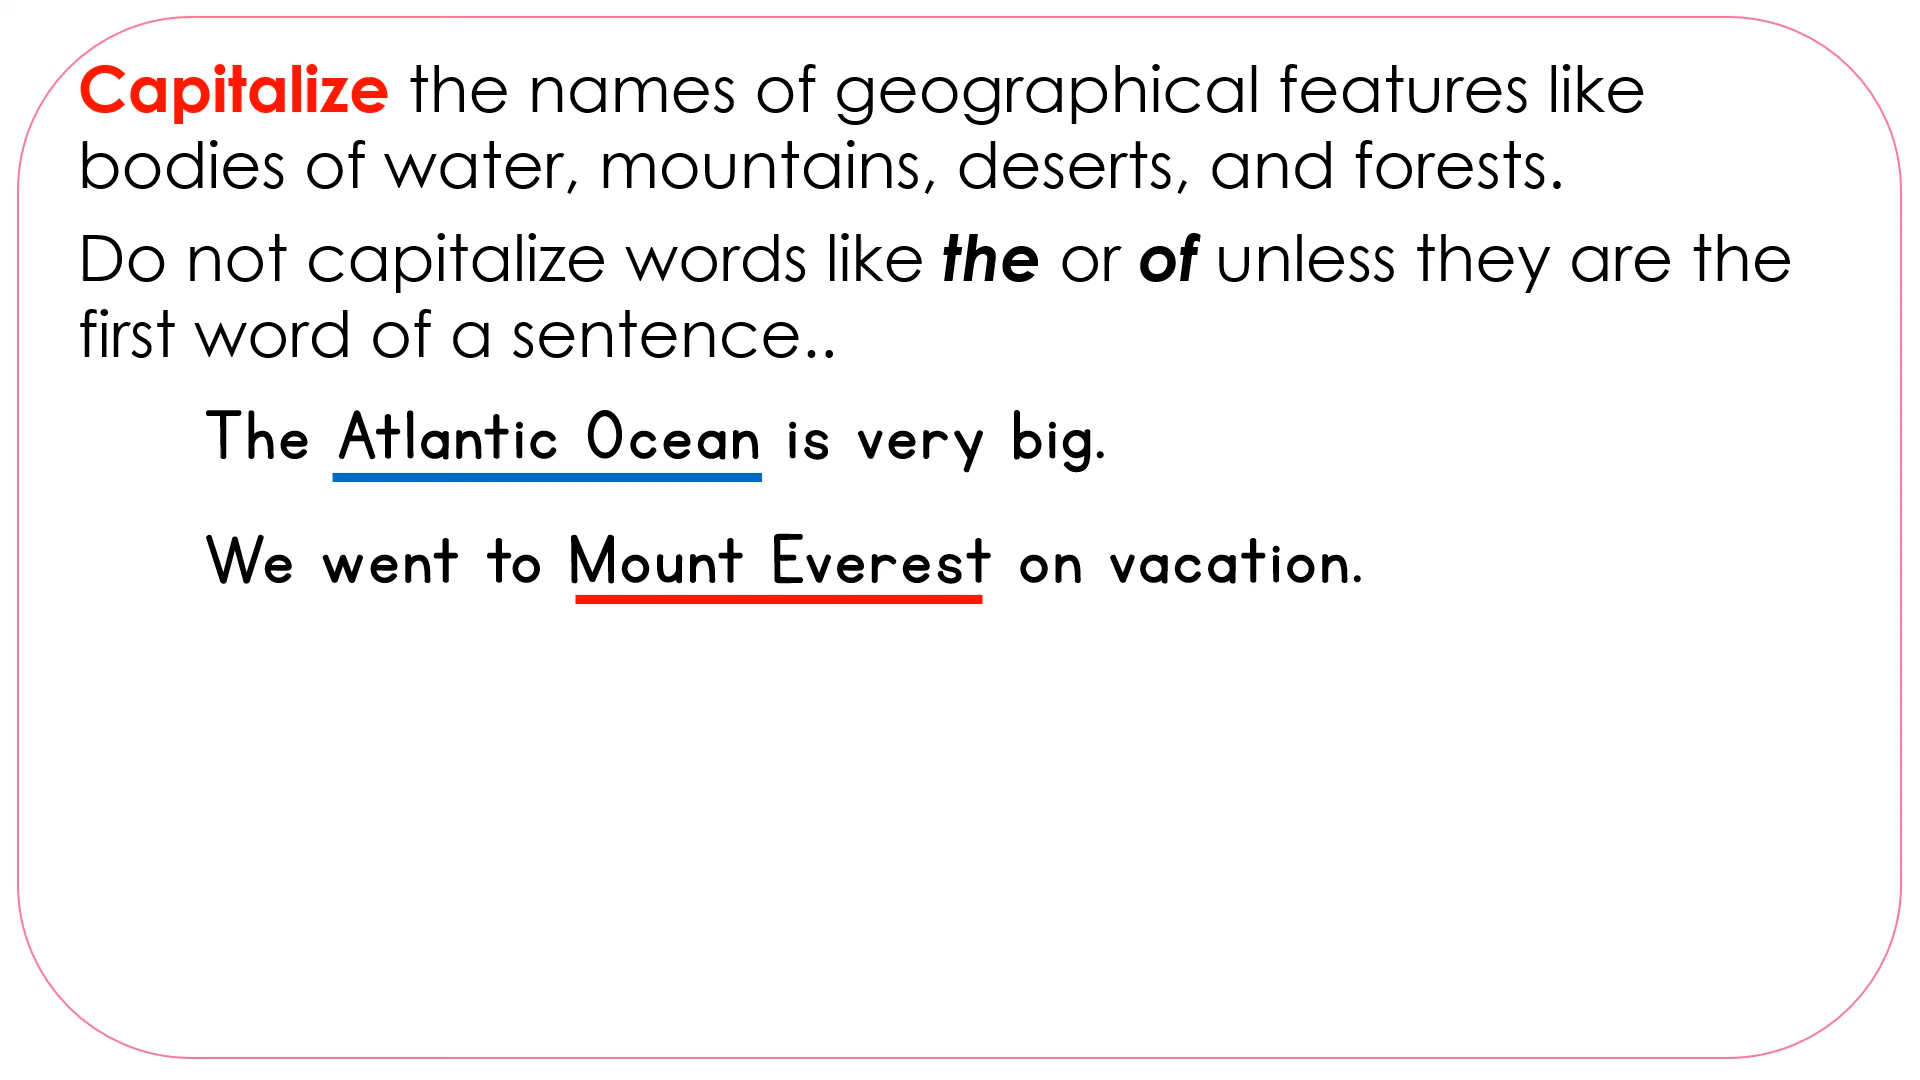 Capitalize the names of geographical features like
bodies of water, mountains, deserts, and forests.
Do not capitalize words like the or of unless they are the
first word of a sentence..
The Atlantic Ocean is very big.
We went to Mount Everest on vacation.